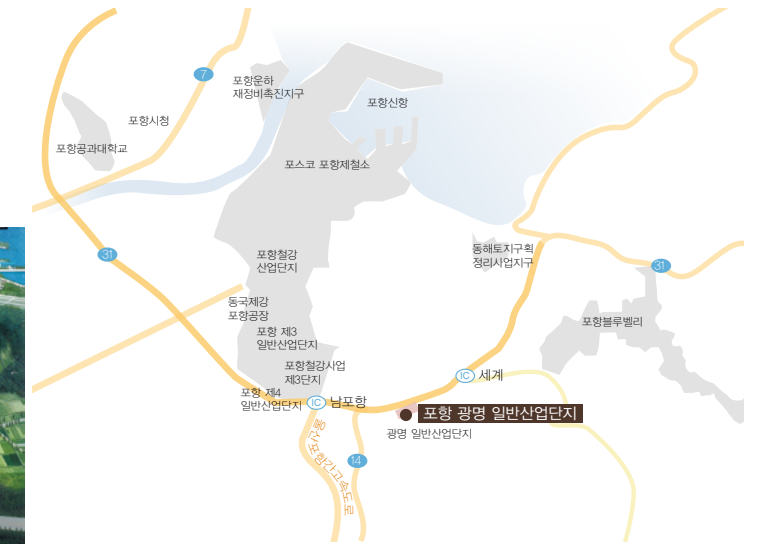 7
포항운하
재정비촉진지구
포항신항
포항시청
포항공과대학교
포스코 포항제철소
31
포항철강
산업단지
동해토지구획
정리사업지구
31
동국제강
포항공장
포항 제3
일반산업단지
포항블루벨리
포항철강사업
제3단지
IC 세계
포항 제4
일반산업단지
IC 남포항
포항 광명 일반산업단지
광명 일반산업단지
울산포항간고속도로
14